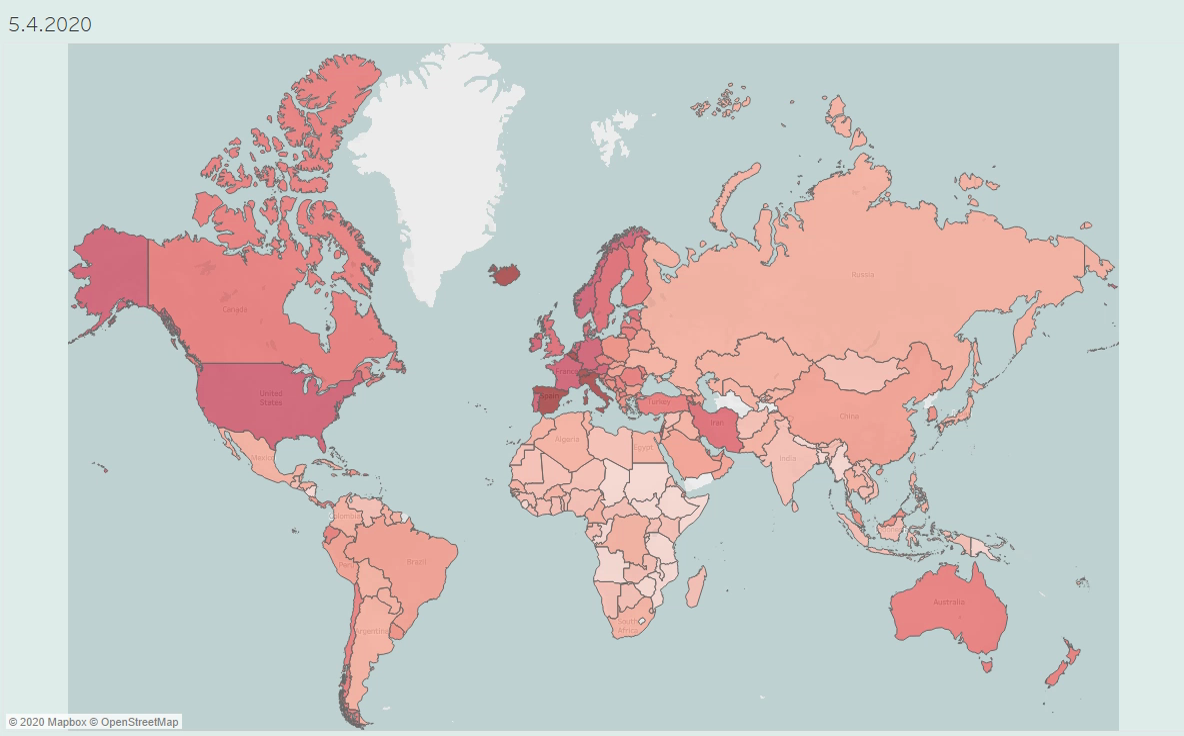 5.4.2020
Canada
Russia
United
States
France
Spain
Turkey
Iran
China
Algeria
Egypt
India
Mexico
Colombia
Peru
Brazil
Argentina
South
Africa
Australia
© 2020 Mapbox © OpenStreetMap